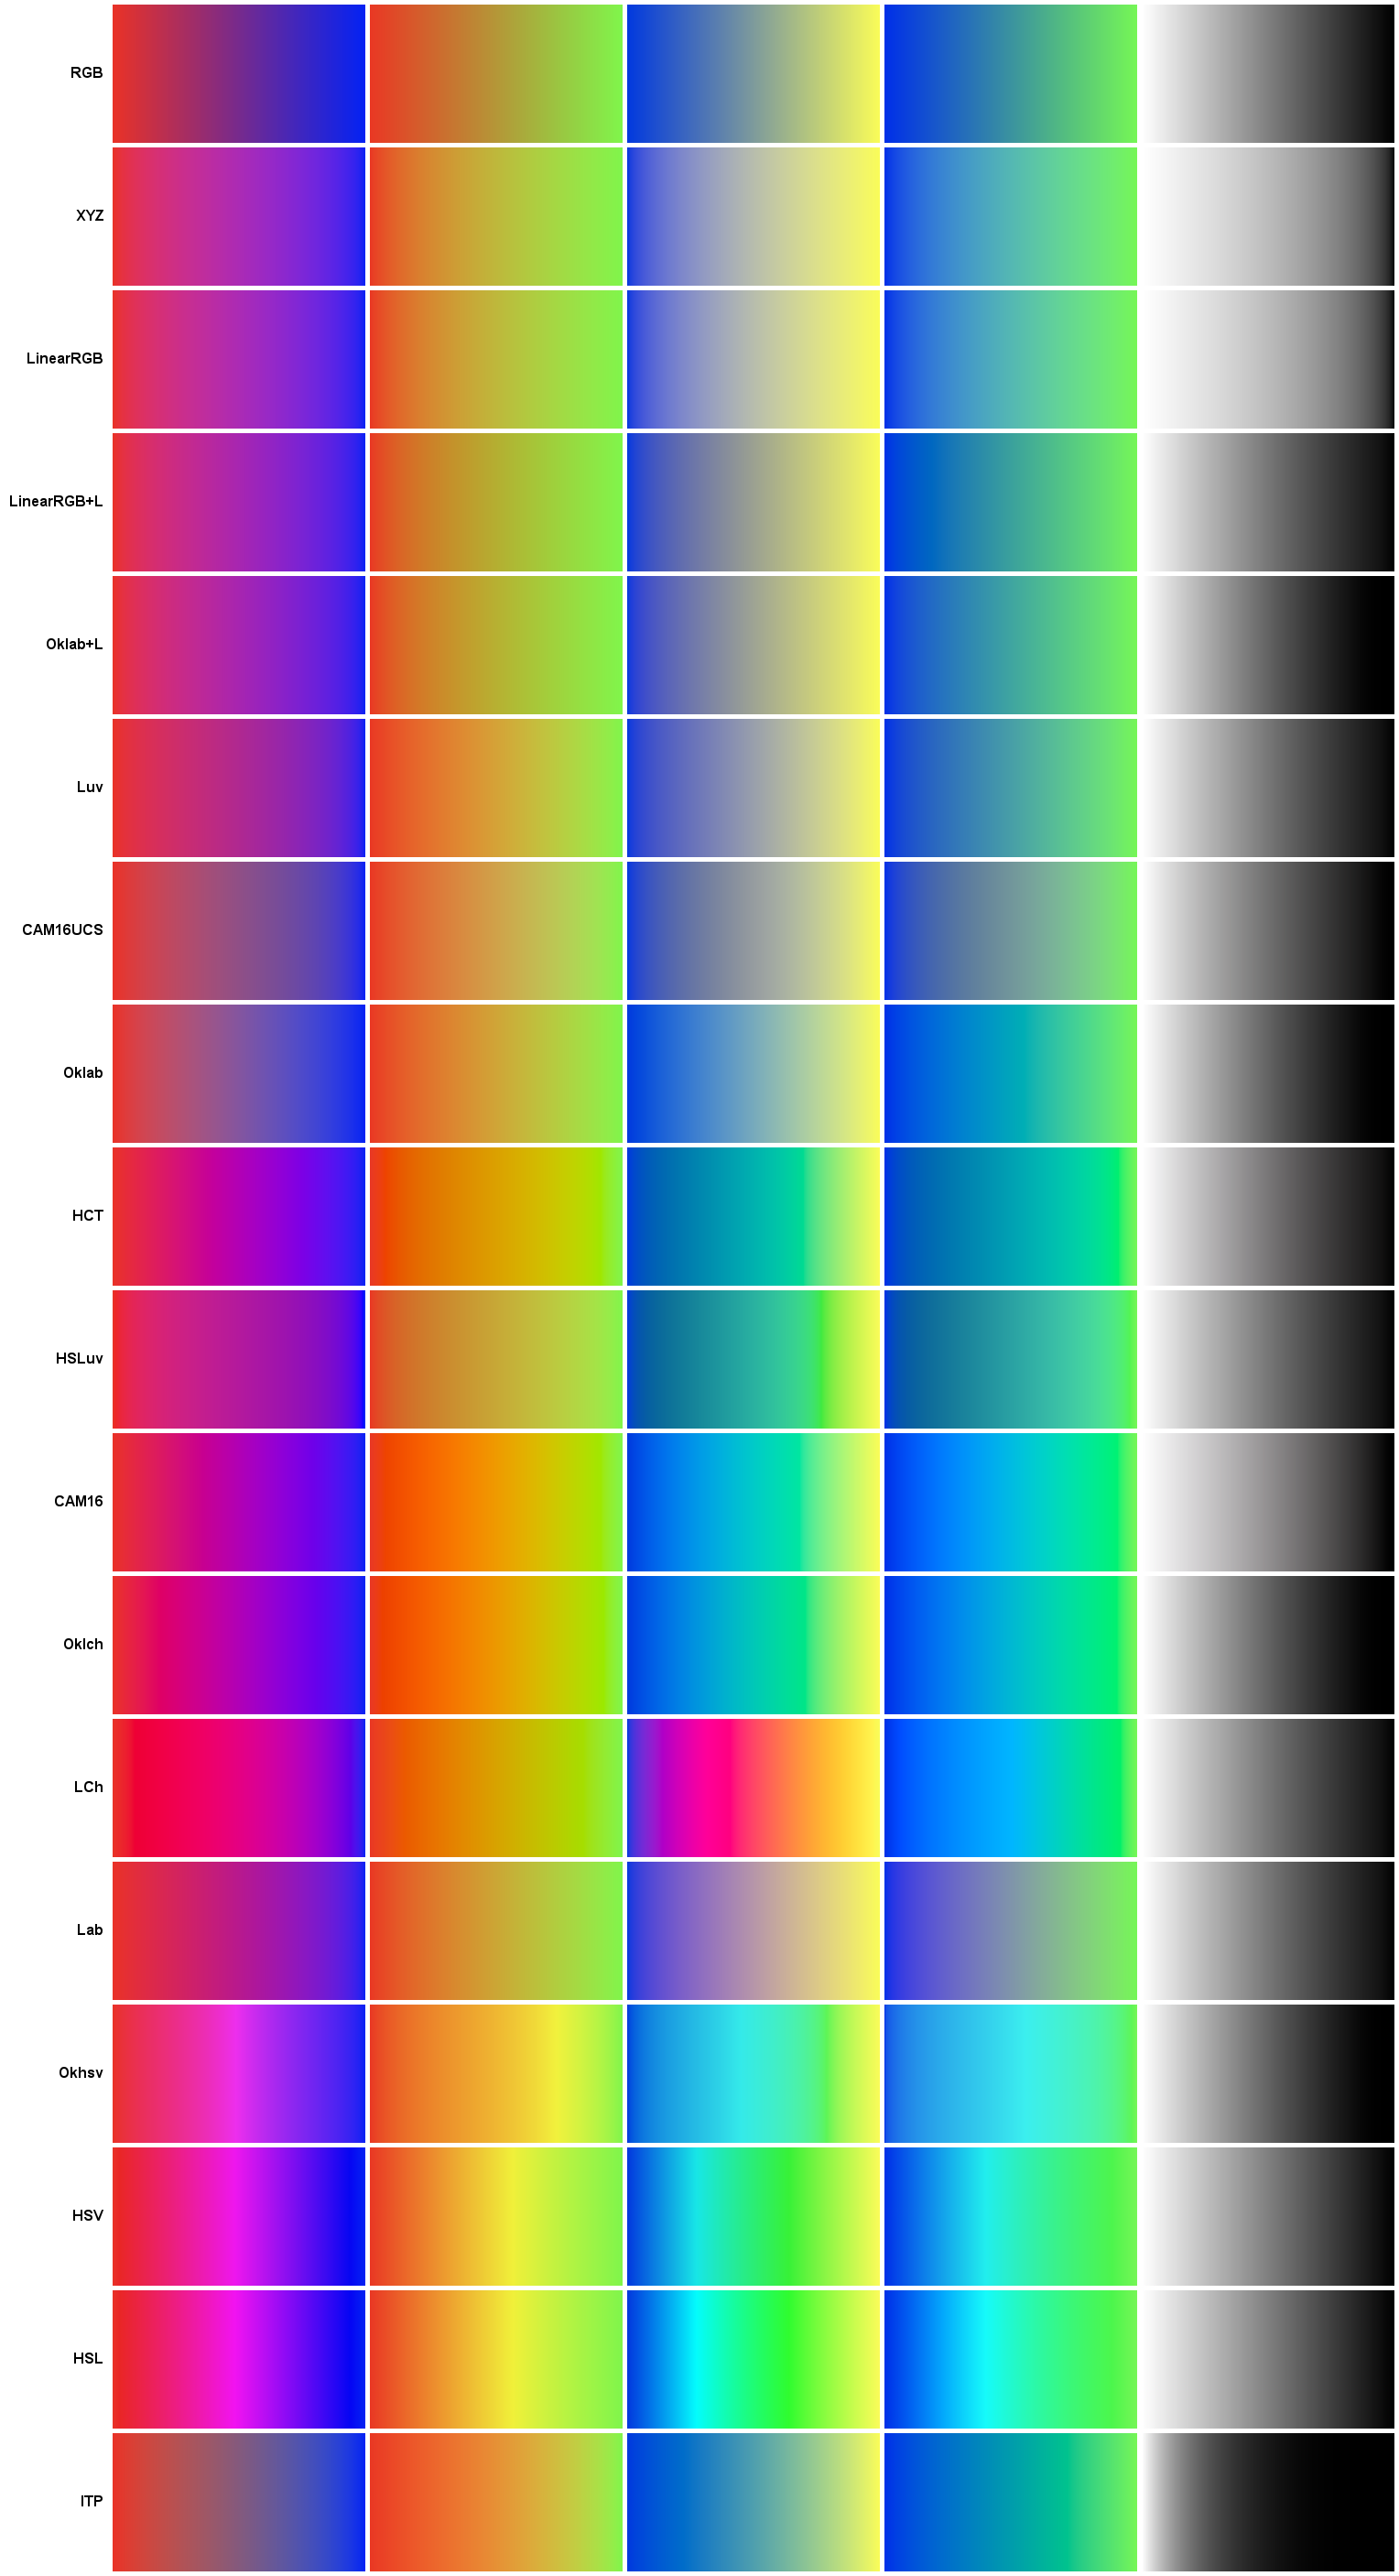 RGB
XYZ
LinearRGB
LinearRGB+L
Oklab+L
Luv
CAM16UCS
Oklab
HCT
HSLuv
CAM16
Oklch
LCh
Lab
Okhsv
HSV
HSL
ITP